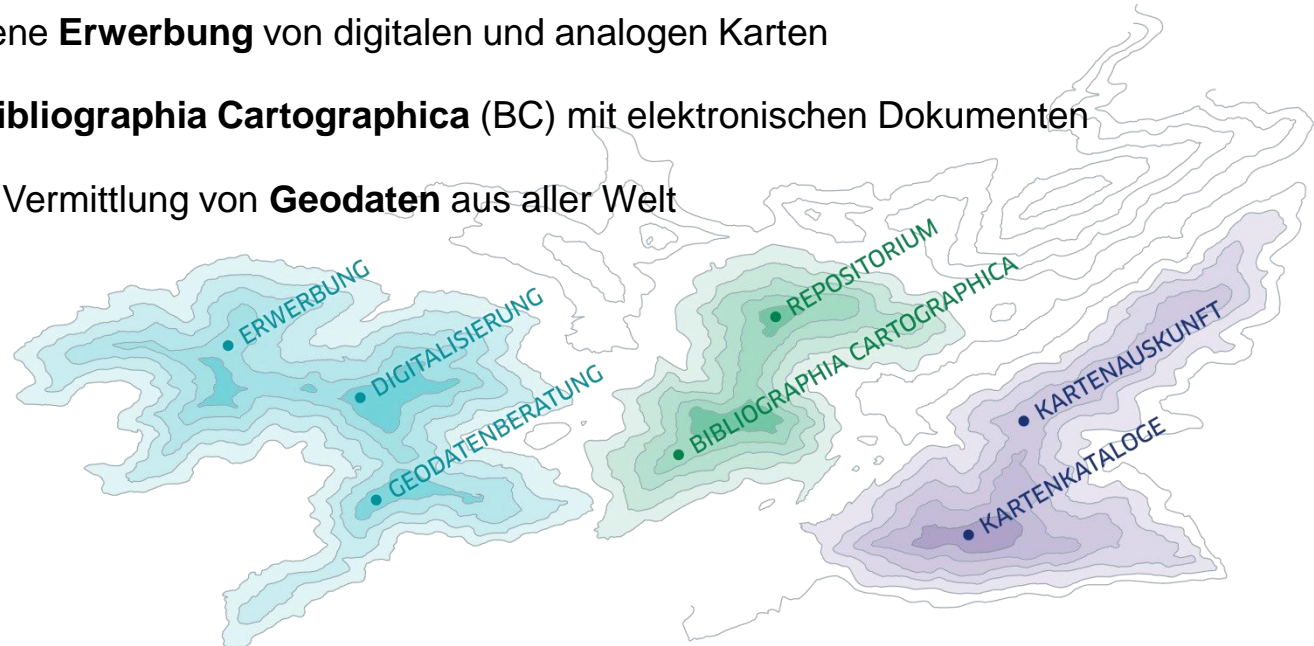 ene Erwerbung von digitalen und analogen Karten
ibliographia Cartographica (BC) mit elektronischen Dokumenten
Vermittlung von Geodaten aus aller Welt
ERWERBUNG
DIGITALISIERUNG
GEODATENBERATUNG
REPOSITORIUM
BIBLIOGRAPHIA CARTOGRAPHICA
KARTENAUSKUNFT
KARTENKATALOGE